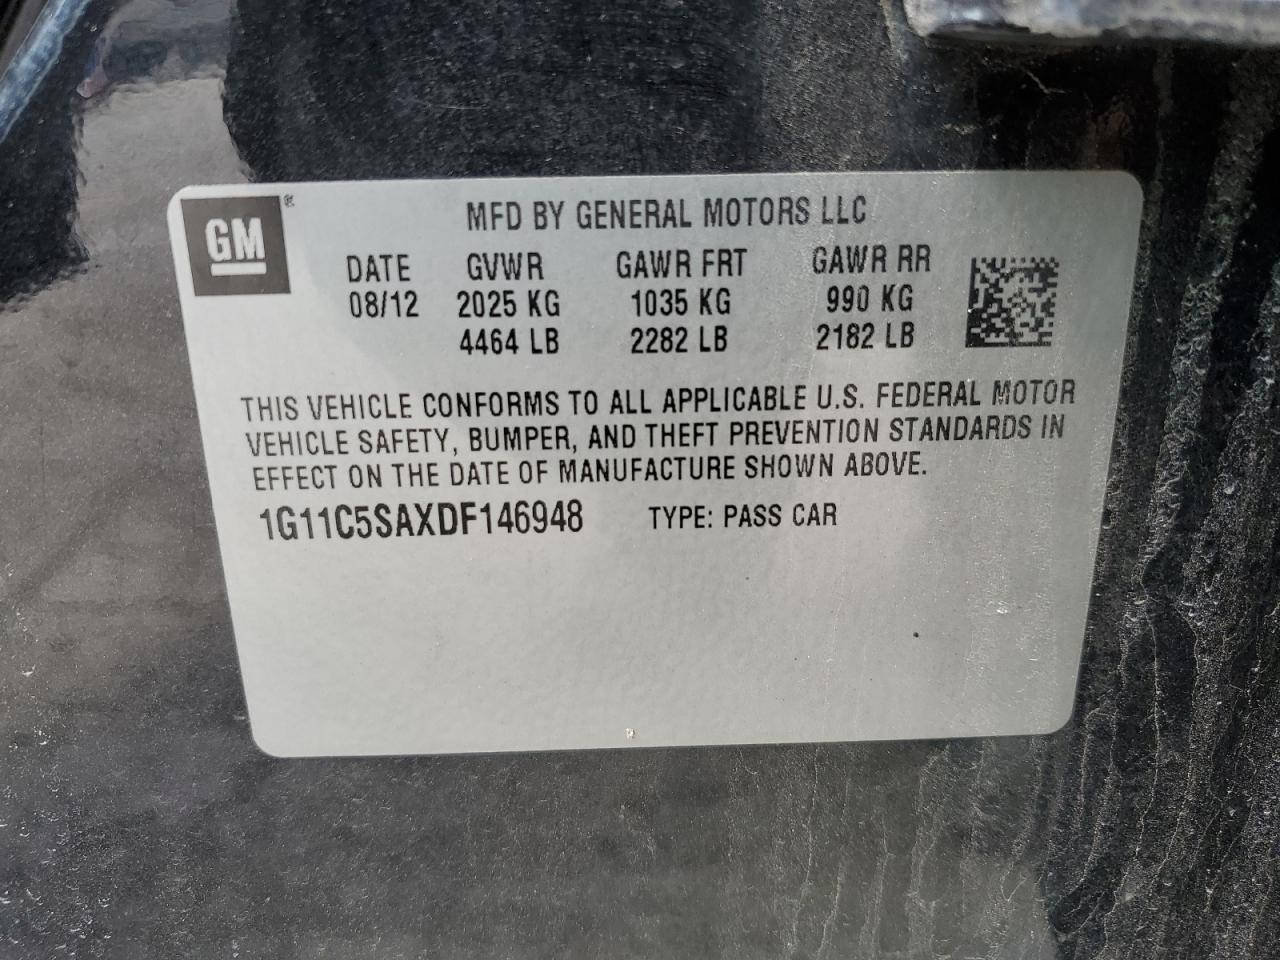 GM ®
MFD BY GENERAL MOTORS LLC
DATE GVWR GAWR FRT GAWR RR
08/12 2025 KG 1035 KG 990 KG
4464 LB 2282 LB 2182 LB
THIS VEHICLE CONFORMS TO ALL APPLICABLE U.S. FEDERAL MOTOR
VEHICLE SAFETY, BUMPER, AND THEFT PREVENTION STANDARDS IN
EFFECT ON THE DATE OF MANUFACTURE SHOWN ABOVE.
1G11C5SAXDF146948 TYPE: PASS CAR